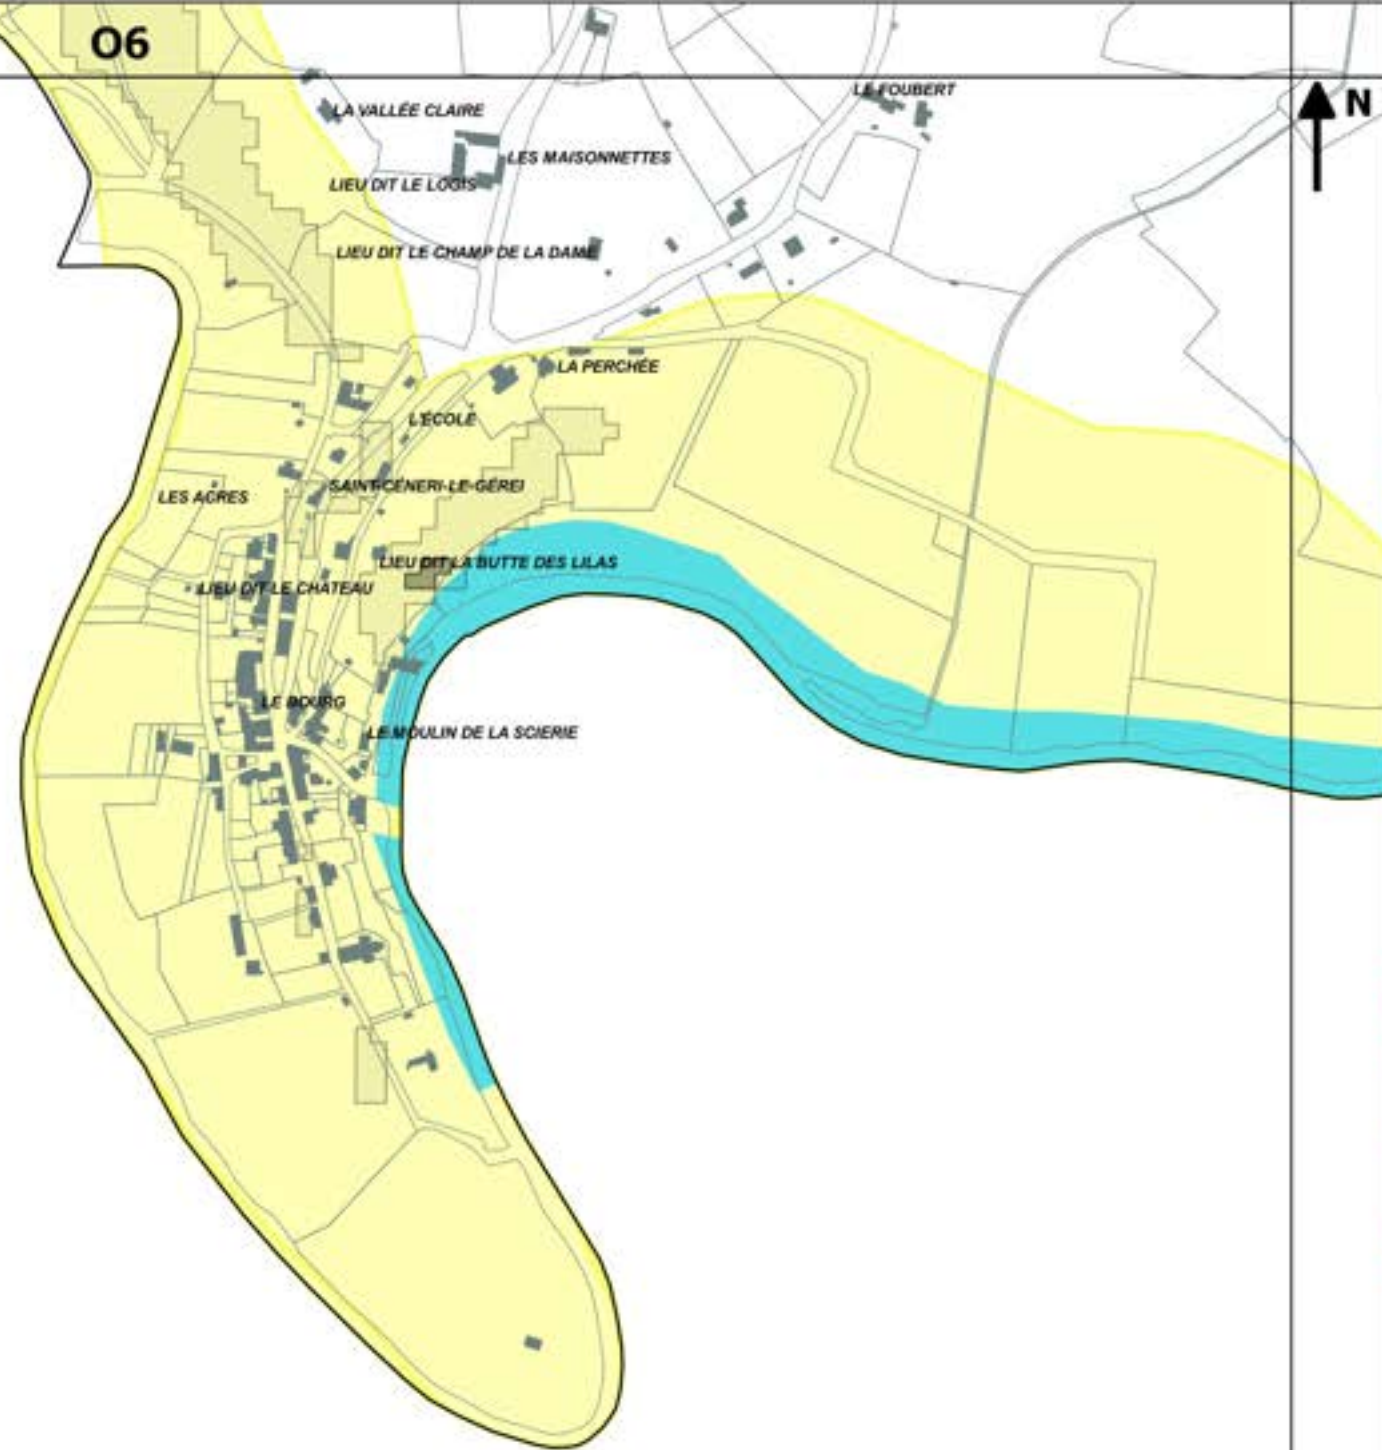 O6
LE FOUBERT
N
LA VALLÉE CLAIRE
LES MAISONNETTES
LIEU DIT LE LOGIS
LIEU DIT LE CHAMP DE LA DAME
LA PERCHÉE
L'ECOLE
SAINT-CÉNERI-LE-GÉREI
LES ACRES
LIEU DIT LA BUTTE DES LILAS
LIEU DIT LE CHATEAU
LE BOURG
LE MOULIN DE LA SCIERIE